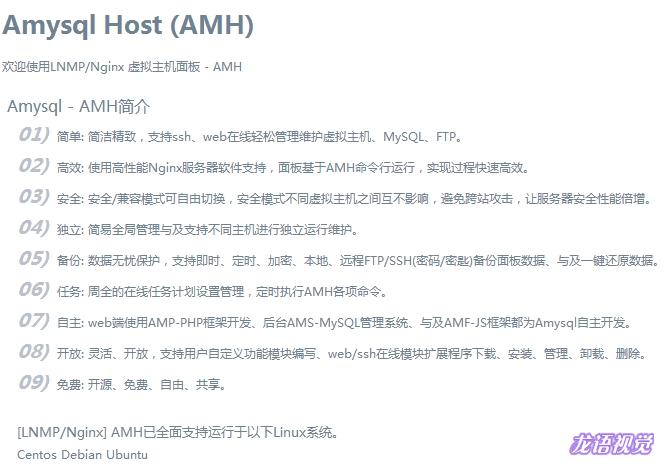 Amysql Host (AMH)
欢迎使用LNMP/Nginx 虚拟主机面板 - AMH
Amysql - AMH简介
01) 简单: 简洁精致，支持ssh、web在线轻松管理维护虚拟主机、MySQL、FTP。
02) 高效: 使用高性能Nginx服务器软件支持，面板基于AMH命令行运行，实现过程快速高效。
03) 安全: 安全/兼容模式可自由切换，安全模式不同虚拟主机之间互不影响，避免跨站攻击，让服务器安全性能倍增。
04) 独立: 简易全局管理与及支持不同主机进行独立运行维护。
05) 备份: 数据无忧保护，支持即时、定时、加密、本地、远程FTP/SSH(密码/密匙)备份面板数据、与及一键还原数据。
06) 任务: 周全的在线任务计划设置管理，定时执行AMH各项命令。
07) 自主: web端使用AMP-PHP框架开发、后台AMS-MySQL管理系统、与及AMF-JS框架都为Amysql自主开发。
08) 开放: 灵活、开放，支持用户自定义功能模块编写、web/ssh在线模块扩展程序下载、安装、管理、卸载、删除。
09) 免费: 开源、免费、自由、共享。
[LNMP/Nginx] AMH已全面支持运行于以下Linux系统。
Centos Debian Ubuntu
龙语视觉